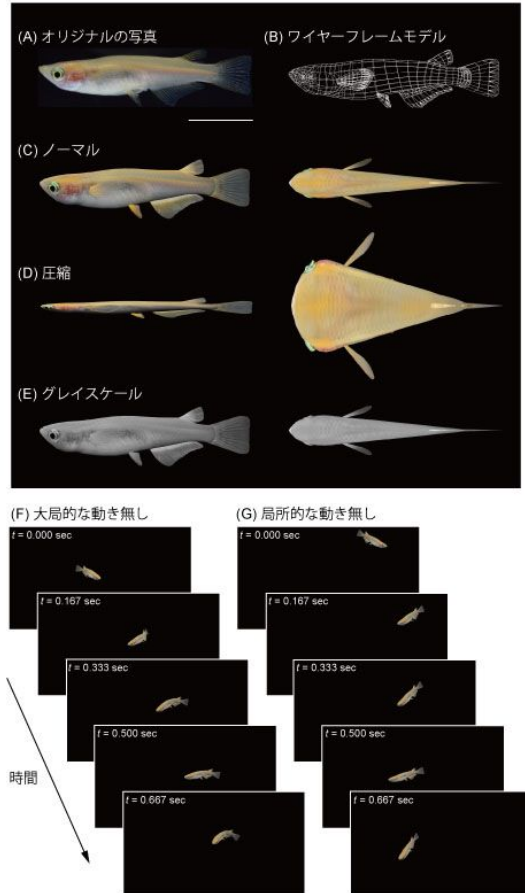 (A) オリジナルの写真
(B) ワイヤーフレームモデル
(C) ノーマル
(D) 圧縮
(E) グレイスケール
(F) 大局的な動き無し
(G) 局所的な動き無し
t = 0.000 sec
t = 0.000 sec
t = 0.167 sec
t = 0.167 sec
t = 0.333 sec
t = 0.333 sec
t = 0.500 sec
t = 0.500 sec
時間
t = 0.667 sec
t = 0.667 sec